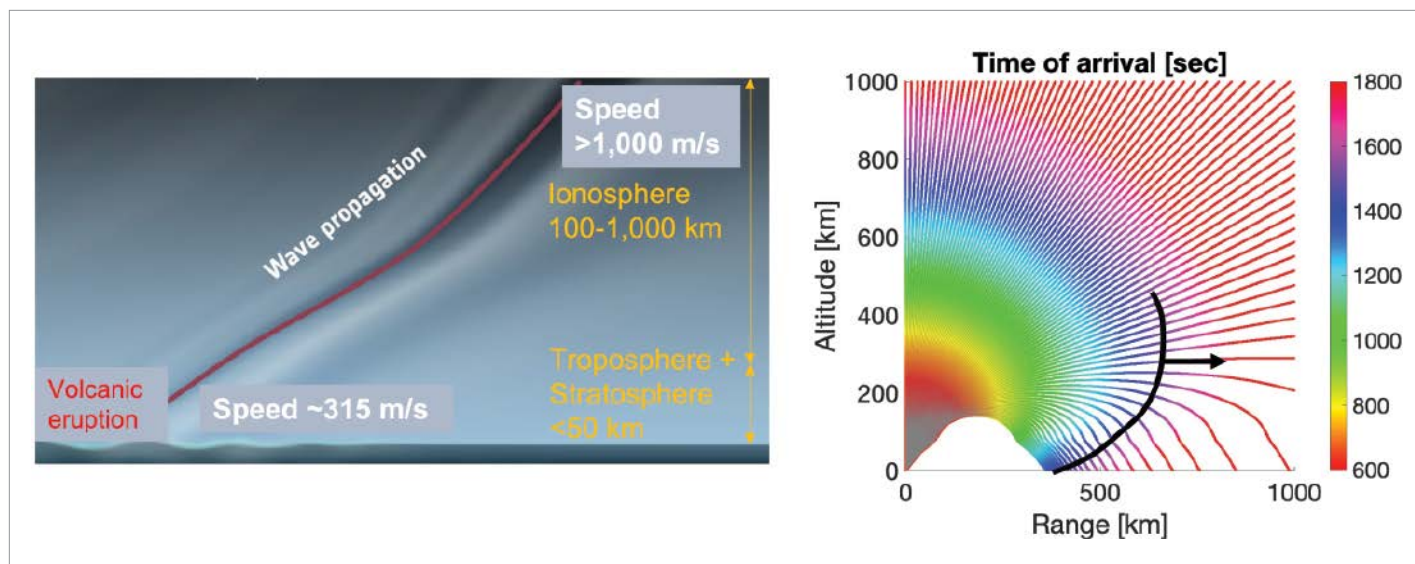 Speed
>1,000 m/s
Wave propagation
Ionosphere
100-1,000 km
Troposphere +
Stratosphere
<50 km
Volcanic
eruption
Speed ~315 m/s
Time of arrival [sec]
1000
800
600
400
200
0
Altitude [km]
0
500
1000
Range [km]
1800
1600
1400
1200
1000
800
600